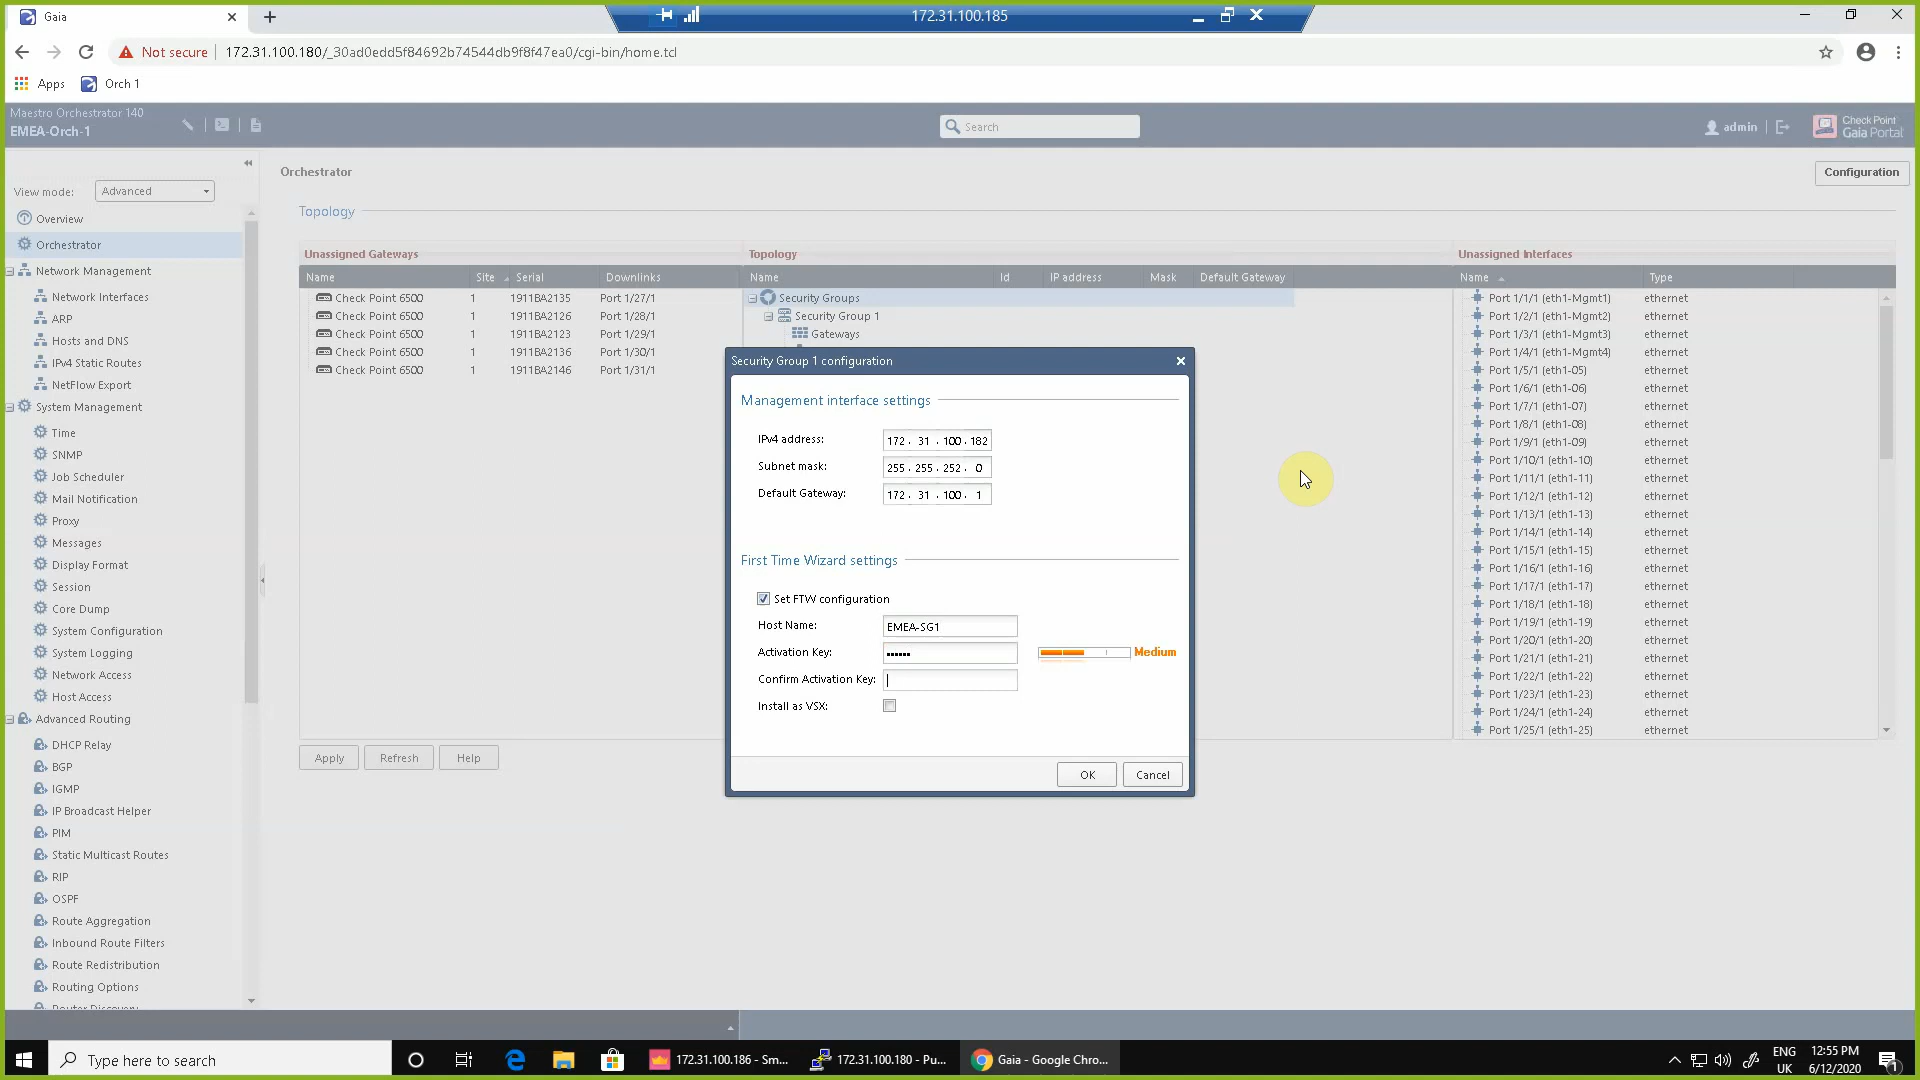 Gaia
172.31.100.185
Not secure
172.31.100.180/_30ad0edd5f84692b74544db9f8f47ea0/cgi-bin/home.tcl
Apps
Orch 1
Maestro Orchestrator 140
EMEA-Orch-1
Search
admin
Check Point
Gaia Portal
View mode:
Advanced
Overview
Orchestrator
Network Management
Network Interfaces
ARP
Hosts and DNS
IPv4 Static Routes
NetFlow Export
System Management
Time
SNMP
Job Scheduler
Mail Notification
Proxy
Messages
Display Format
Session
Core Dump
System Configuration
System Logging
Network Access
Host Access
Advanced Routing
DHCP Relay
BGP
IGMP
IP Broadcast Helper
PIM
Static Multicast Routes
RIP
OSPF
Route Aggregation
Inbound Route Filters
Route Redistribution
Routing Options
Router Discovery
Orchestrator
Configuration
Topology
Unassigned Gateways
Name Site Serial Downlinks
Check Point 6500 1 1911BA2135 Port 1/27/1
Check Point 6500 1 1911BA2126 Port 1/28/1
Check Point 6500 1 1911BA2123 Port 1/29/1
Check Point 6500 1 1911BA2136 Port 1/30/1
Check Point 6500 1 1911BA2146 Port 1/31/1
Apply
Refresh
Help
Topology
Name Id IP address Mask Default Gateway
Security Groups
Security Group 1
Gateways
Security Group 1 configuration
Management interface settings
IPv4 address: 172 . 31 . 100 . 182
Subnet mask: 255 . 255 . 252 . 0
Default Gateway: 172 . 31 . 100 . 1
First Time Wizard settings
Set FTW configuration
Host Name: EMEA-SG1
Activation Key: •••••• Medium
Confirm Activation Key:
Install as VSX:
OK
Cancel
Unassigned Interfaces
Name Type
Port 1/1/1 (eth1-Mgmt1) ethernet
Port 1/2/1 (eth1-Mgmt2) ethernet
Port 1/3/1 (eth1-Mgmt3) ethernet
Port 1/4/1 (eth1-Mgmt4) ethernet
Port 1/5/1 (eth1-05) ethernet
Port 1/6/1 (eth1-06) ethernet
Port 1/7/1 (eth1-07) ethernet
Port 1/8/1 (eth1-08) ethernet
Port 1/9/1 (eth1-09) ethernet
Port 1/10/1 (eth1-10) ethernet
Port 1/11/1 (eth1-11) ethernet
Port 1/12/1 (eth1-12) ethernet
Port 1/13/1 (eth1-13) ethernet
Port 1/14/1 (eth1-14) ethernet
Port 1/15/1 (eth1-15) ethernet
Port 1/16/1 (eth1-16) ethernet
Port 1/17/1 (eth1-17) ethernet
Port 1/18/1 (eth1-18) ethernet
Port 1/19/1 (eth1-19) ethernet
Port 1/20/1 (eth1-20) ethernet
Port 1/21/1 (eth1-21) ethernet
Port 1/22/1 (eth1-22) ethernet
Port 1/23/1 (eth1-23) ethernet
Port 1/24/1 (eth1-24) ethernet
Port 1/25/1 (eth1-25) ethernet
Type here to search
172.31.100.186 - Sm...
172.31.100.180 - Pu...
Gaia - Google Chro...
ENG
UK
12:55 PM
6/12/2020
1